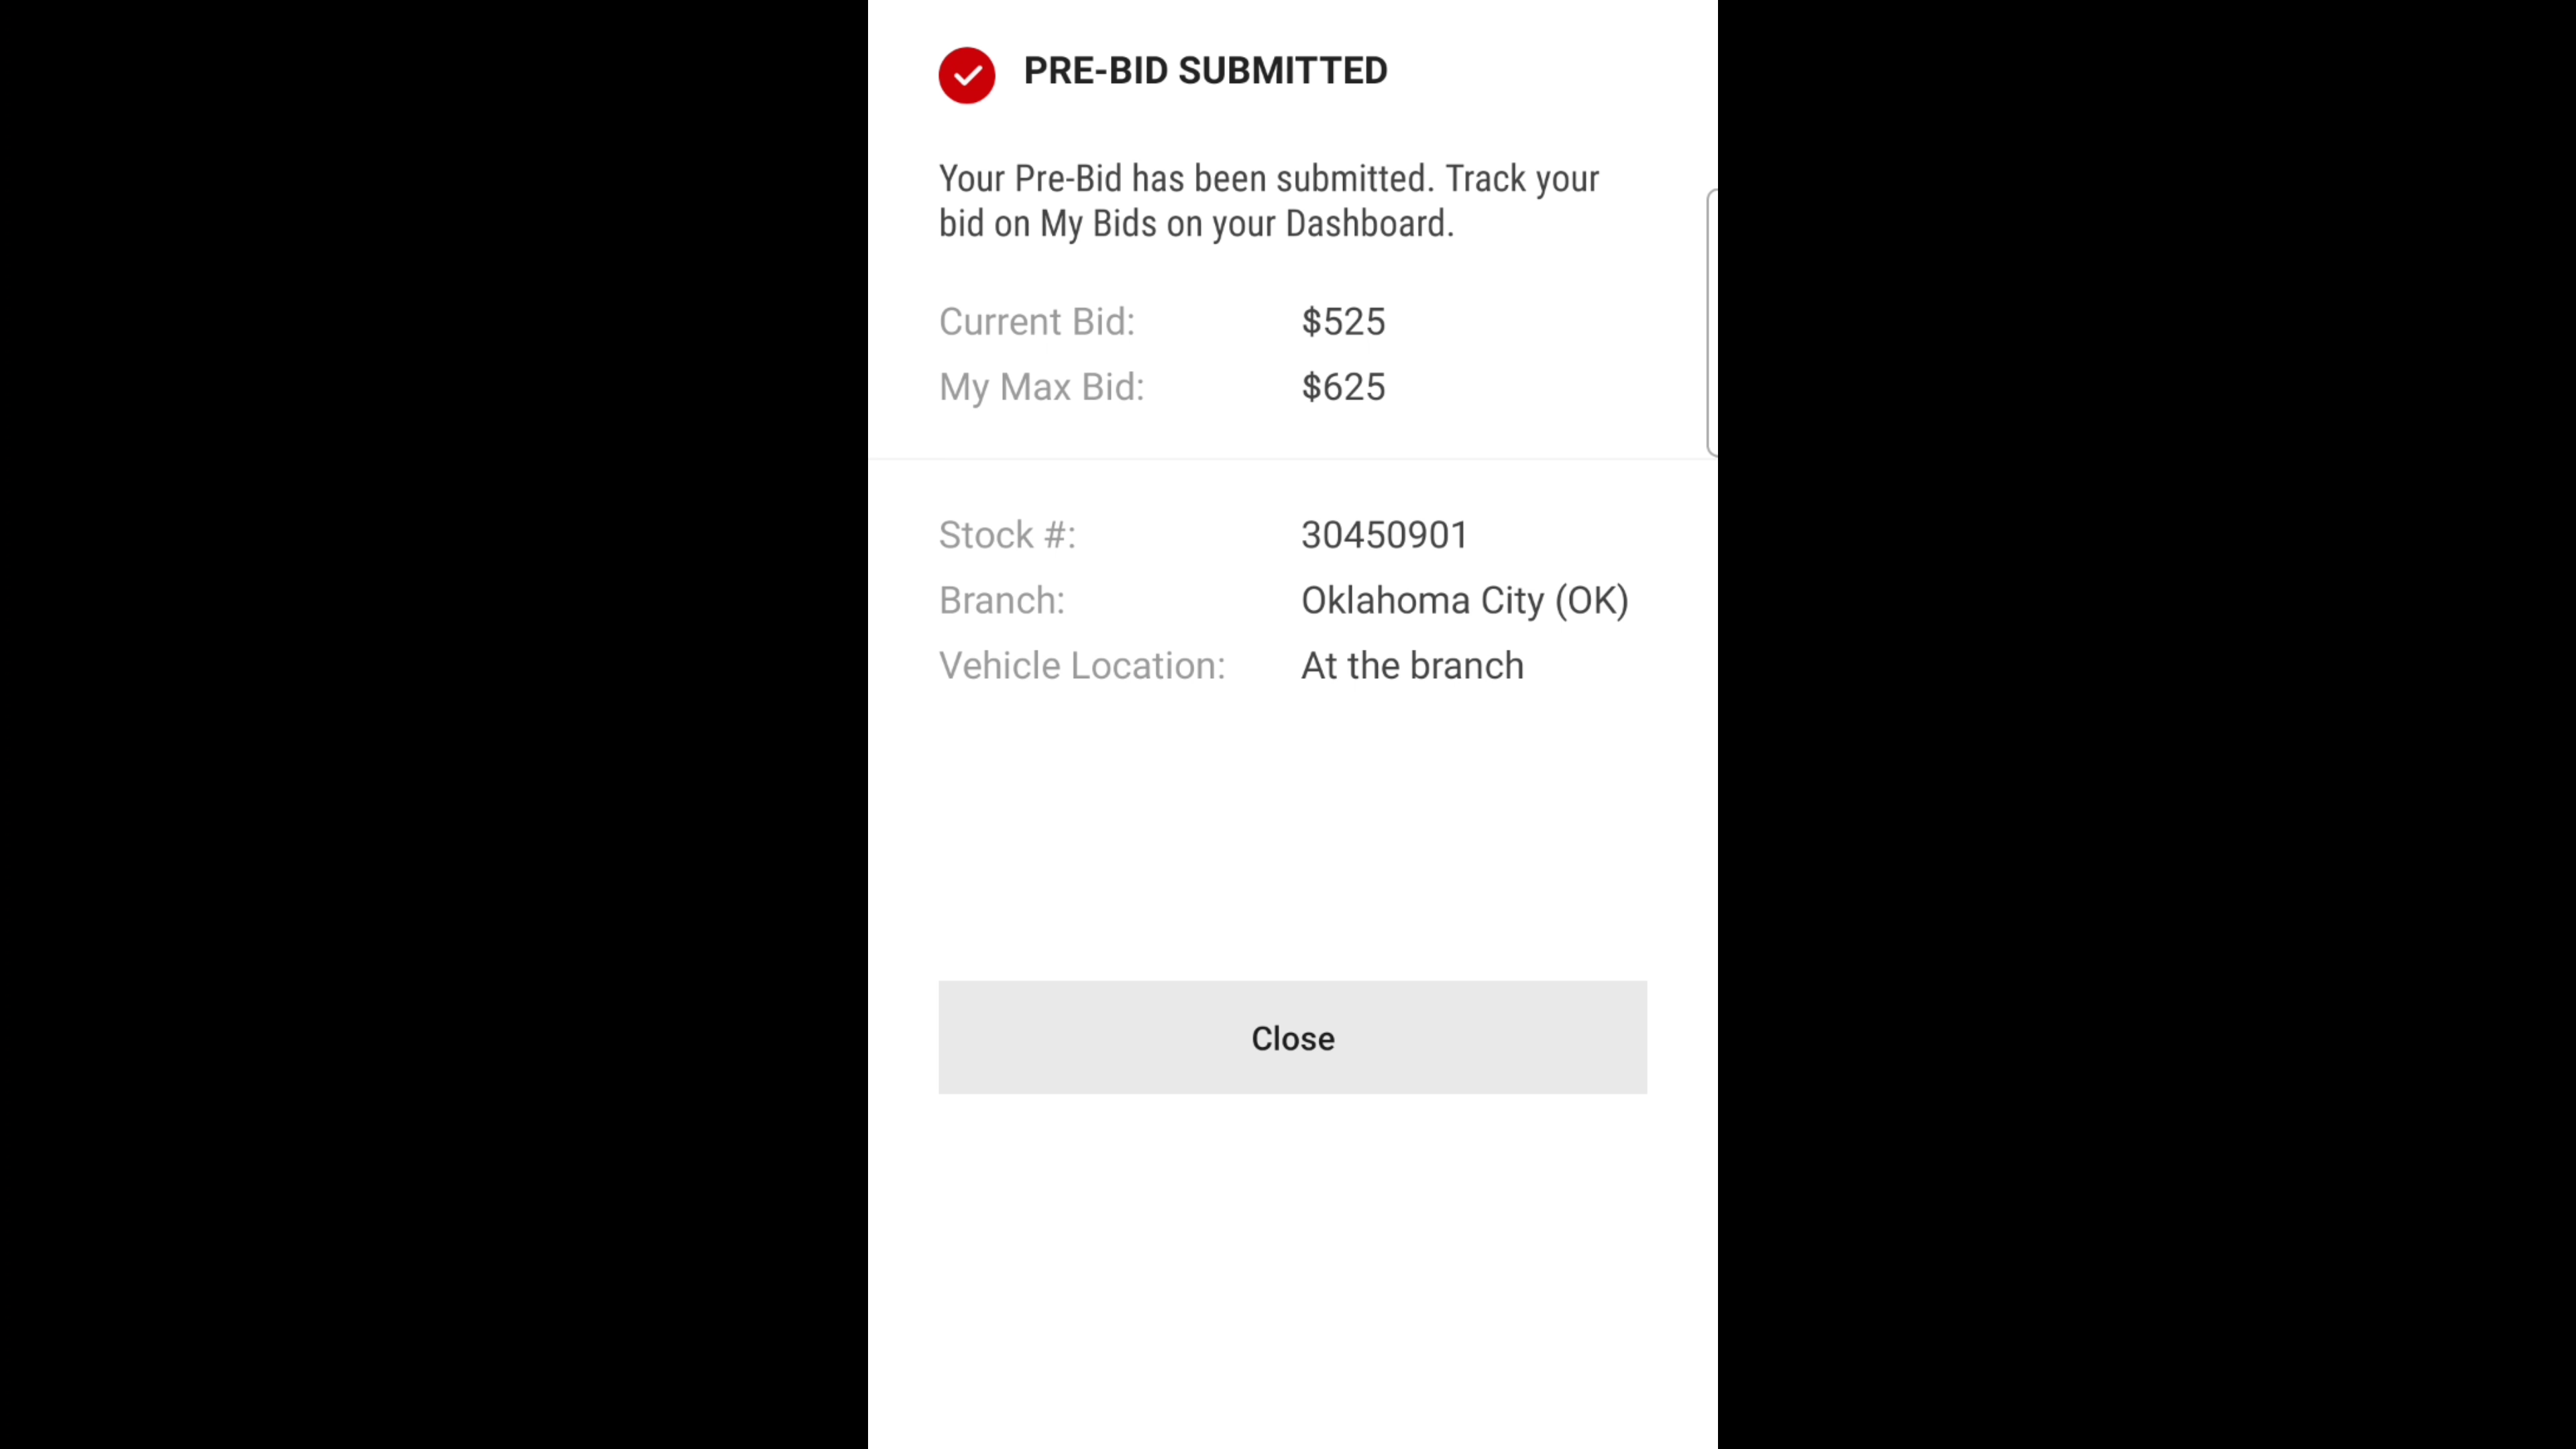 PRE-BID SUBMITTED
Your Pre-Bid has been submitted. Track your
bid on My Bids on your Dashboard.
Current Bid: $525
My Max Bid: $625
Stock #: 30450901
Branch: Oklahoma City (OK)
Vehicle Location: At the branch
Close